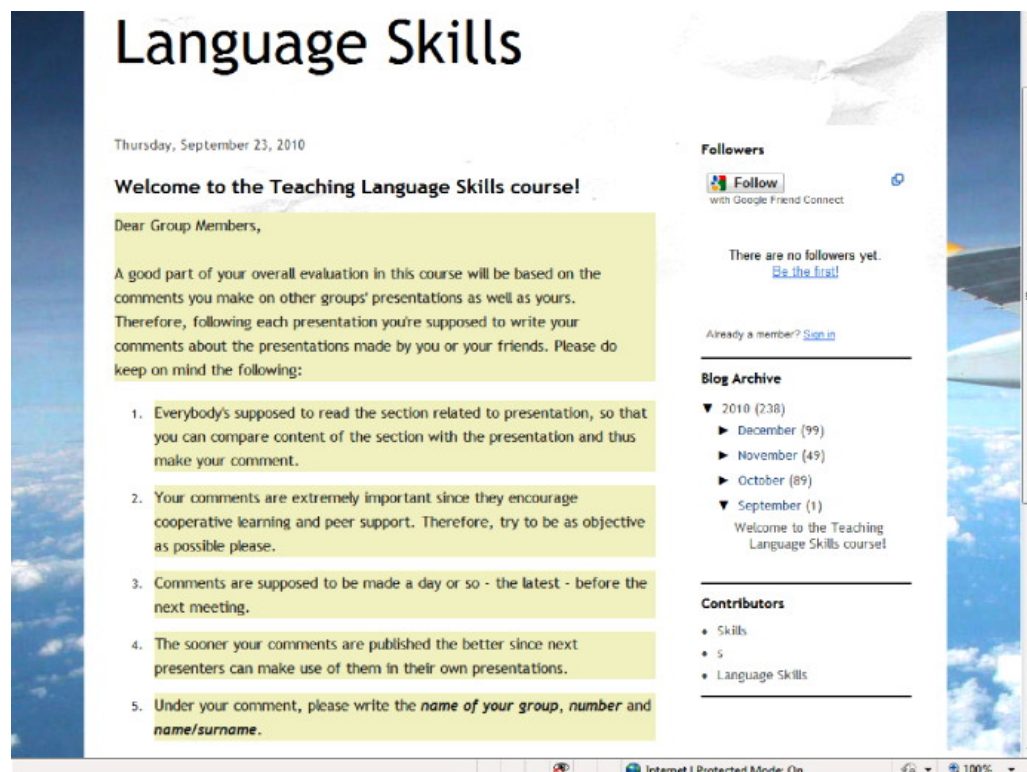 Language Skills
Thursday, September 23, 2010
Welcome to the Teaching Language Skills course!
Dear Group Members,
A good part of your overall evaluation in this course will be based on the
comments you make on other groups' presentations as well as yours.
Therefore, following each presentation you're supposed to write your
comments about the presentations made by you or your friends. Please do
keep on mind the following:
1. Everybody's supposed to read the section related to presentation, so that
you can compare content of the section with the presentation and thus
make your comment.
2. Your comments are extremely important since they encourage
cooperative learning and peer support. Therefore, try to be as objective
as possible please.
3. Comments are supposed to be made a day or so - the latest - before the
next meeting.
4. The sooner your comments are published the better since next
presenters can make use of them in their own presentations.
5. Under your comment, please write the name of your group, number and
name/surname.
Followers
Follow
with Google Friend Connect
There are no followers yet.
Be the first!
Already a member? Sign in
Blog Archive
▼ 2010 (238)
► December (99)
► November (49)
► October (89)
▼ September (1)
Welcome to the Teaching
Language Skills course!
Contributors
• Skills
• s
• Language Skills
Internet | Protected Mode: On
100%